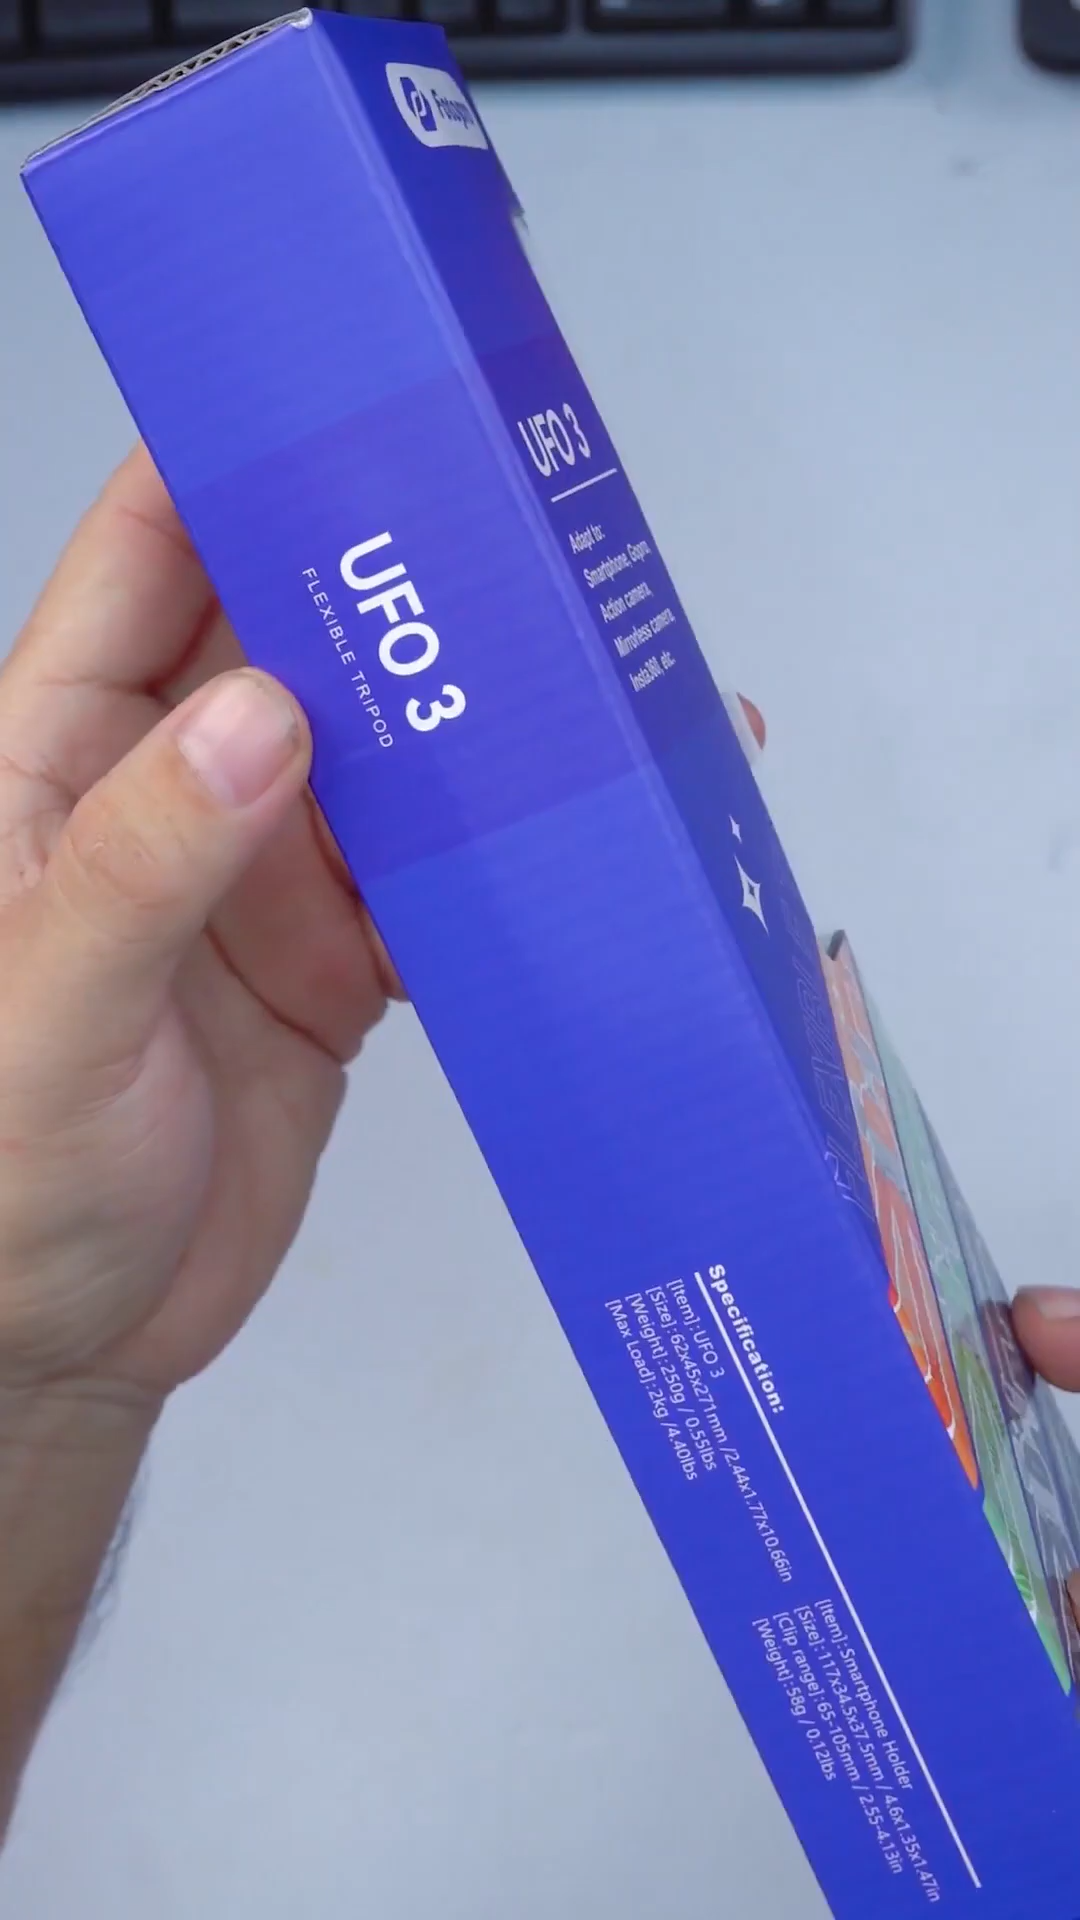 Fotopro
UFO 3
FLEXIBLE TRIPOD
UFO 3
Adapt to:
Smartphone, Gopro,
Action camera,
Mirrorless camera,
Insta360, etc.
FLEXIBLE
Specification:
[Item]: UFO 3
[Size]: 62x45x271mm /2.44x1.77x10.66in
[Weight]: 250g / 0.55lbs
[Max Load]: 2kg /4.40lbs
[Item]:Smartphone Holder
[Size]:117x34.5x37.5mm / 4.6x1.35x1.47in
[Clip range]:65-105mm / 2.55-4.13in
[Weight]:58g / 0.12lbs